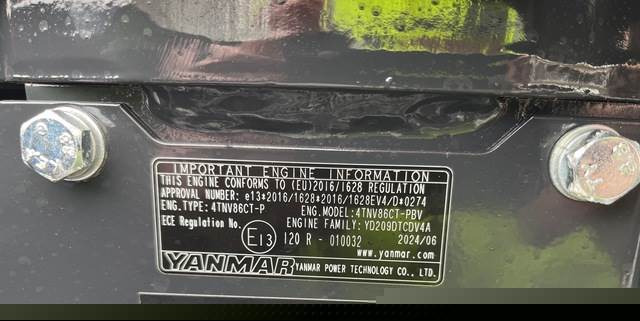 IMPORTANT ENGINE INFORMATION
THIS ENGINE CONFORMS TO (EU)2016/1628 REGULATION
APPROVAL NUMBER: e13*2016/1628*2016/1628EV4/D*0274
ENG.TYPE: 4TNV86CT-P ENG.MODEL: 4TNV86CT-PBV
ECE Regulation No. ENGINE FAMILY: YD209DTCDV4A
E13 120 R - 010032 2024/06
www.yanmar.com
YANMAR YANMAR POWER TECHNOLOGY CO., LTD.